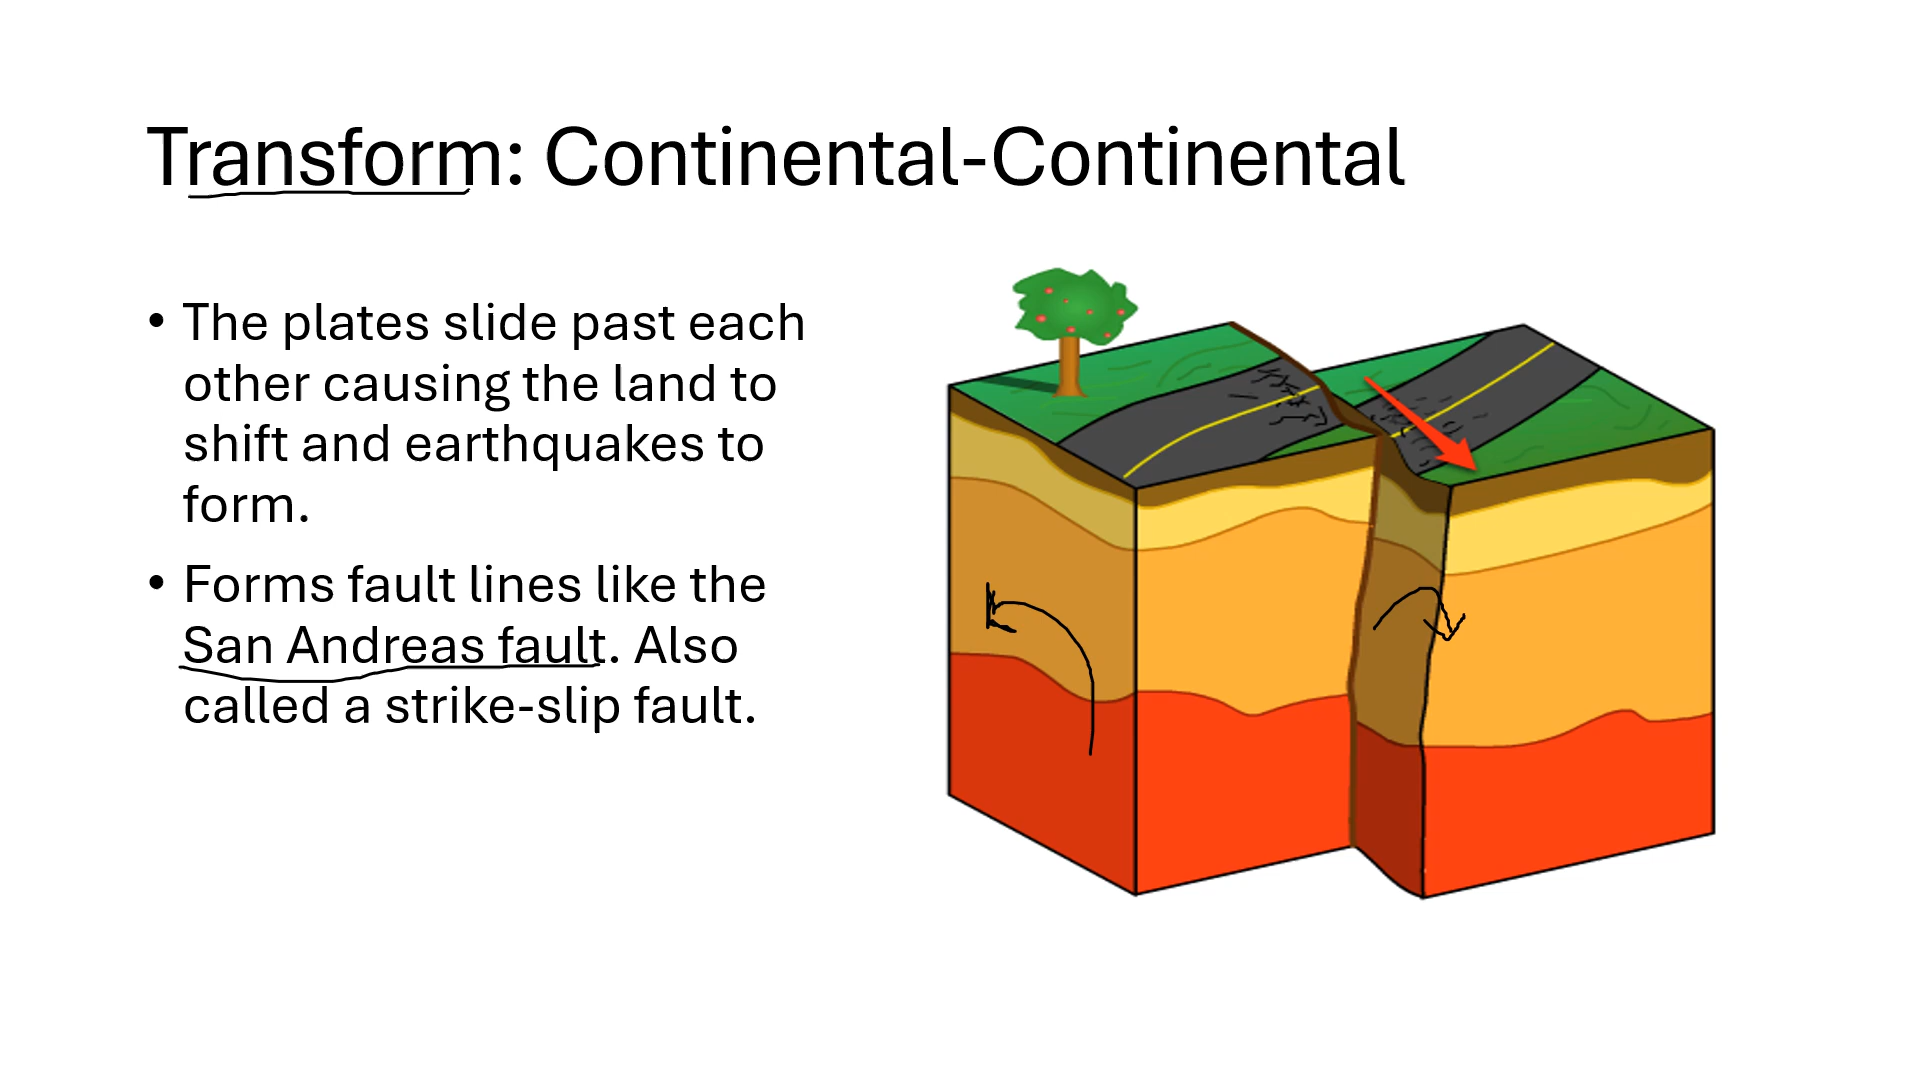 Transform: Continental-Continental
• The plates slide past each
other causing the land to
shift and earthquakes to
form.
• Forms fault lines like the
San Andreas fault. Also
called a strike-slip fault.